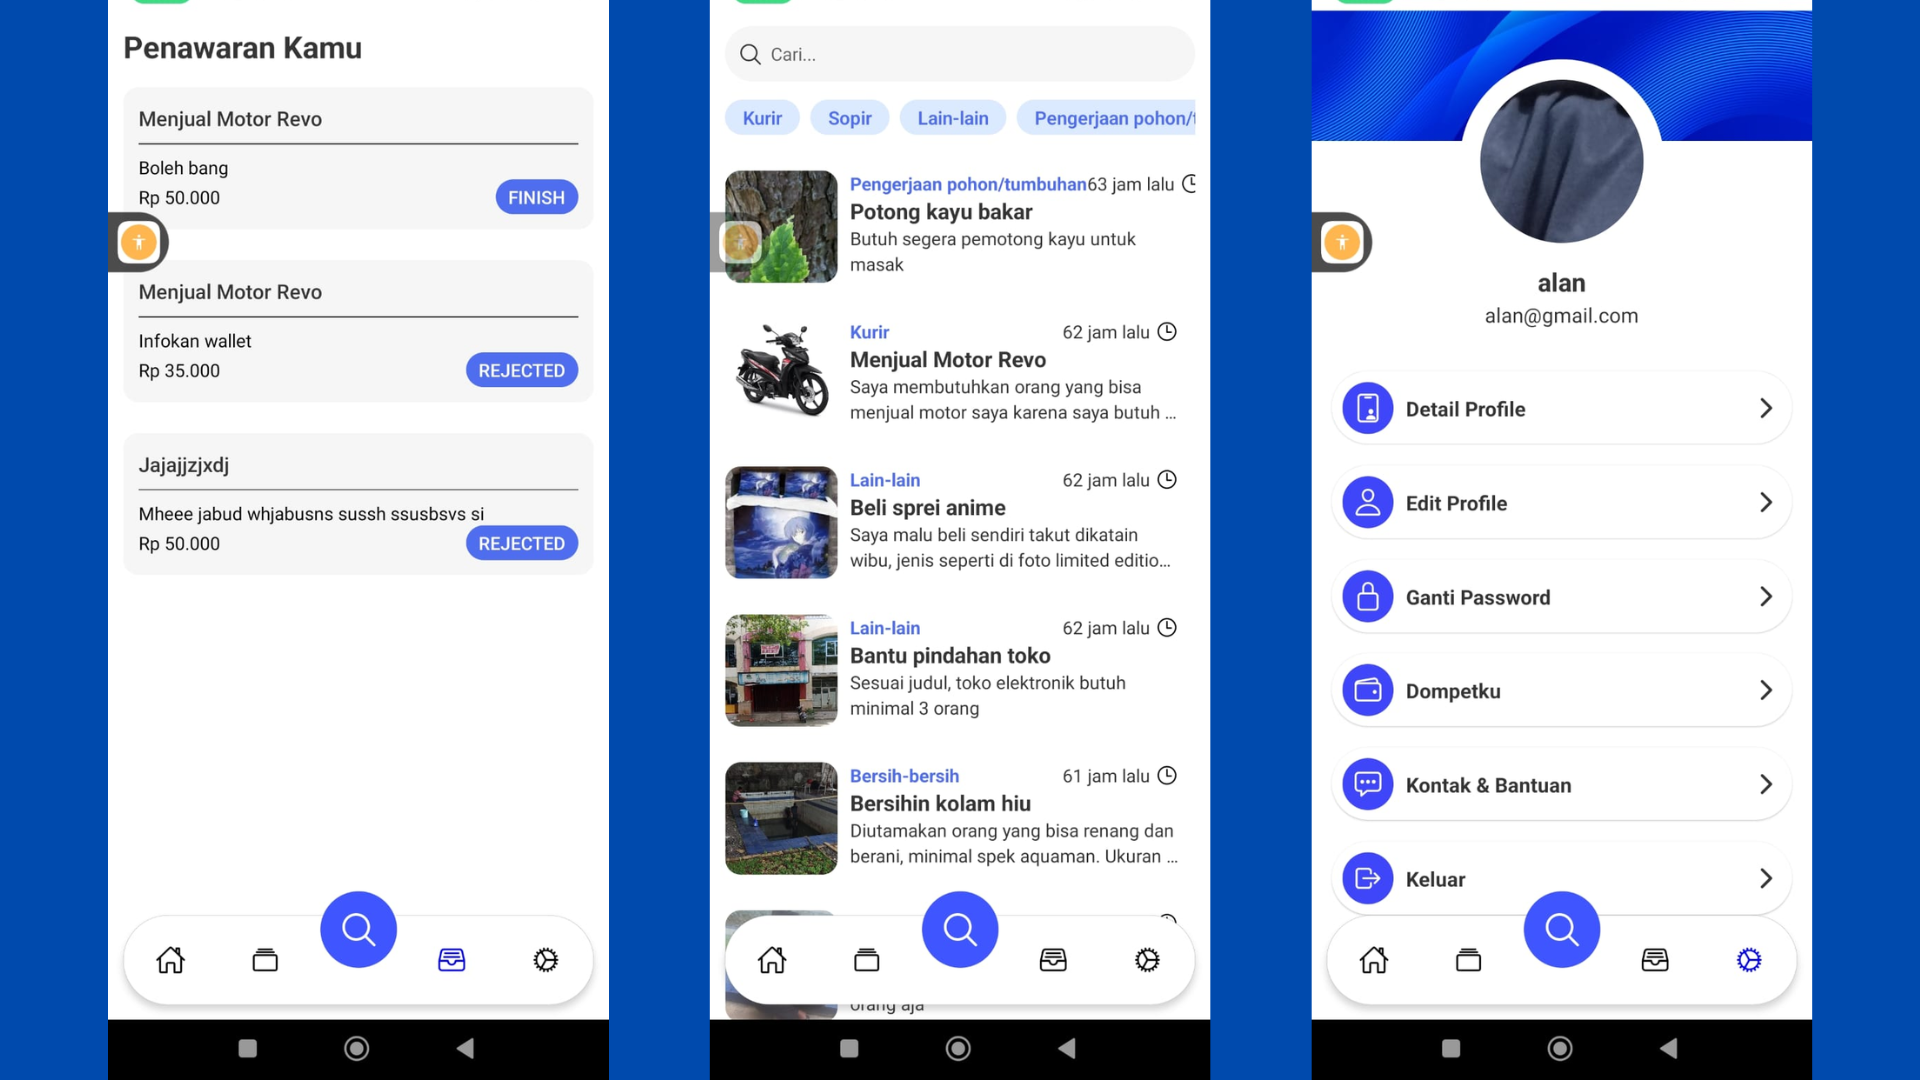 Penawaran Kamu
Menjual Motor Revo
Boleh bang
Rp 50.000
FINISH
Menjual Motor Revo
Infokan wallet
Rp 35.000
REJECTED
Jajajjzjxdj
Mheee jabud whjabusns sussh ssusbsvs si
Rp 50.000
REJECTED
Cari...
Kurir
Sopir
Lain-lain
Pengerjaan pohon/t
Pengerjaan pohon/tumbuhan 63 jam lalu
Potong kayu bakar
Butuh segera pemotong kayu untuk
masak
Kurir 62 jam lalu
Menjual Motor Revo
Saya membutuhkan orang yang bisa
menjual motor saya karena saya butuh ...
Lain-lain 62 jam lalu
Beli sprei anime
Saya malu beli sendiri takut dikatain
wibu, jenis seperti di foto limited editio...
Lain-lain 62 jam lalu
Bantu pindahan toko
Sesuai judul, toko elektronik butuh
minimal 3 orang
Bersih-bersih 61 jam lalu
Bersihin kolam hiu
Diutamakan orang yang bisa renang dan
berani, minimal spek aquaman. Ukuran ...
orang aja
alan
alan@gmail.com
Detail Profile
Edit Profile
Ganti Password
Dompetku
Kontak & Bantuan
Keluar